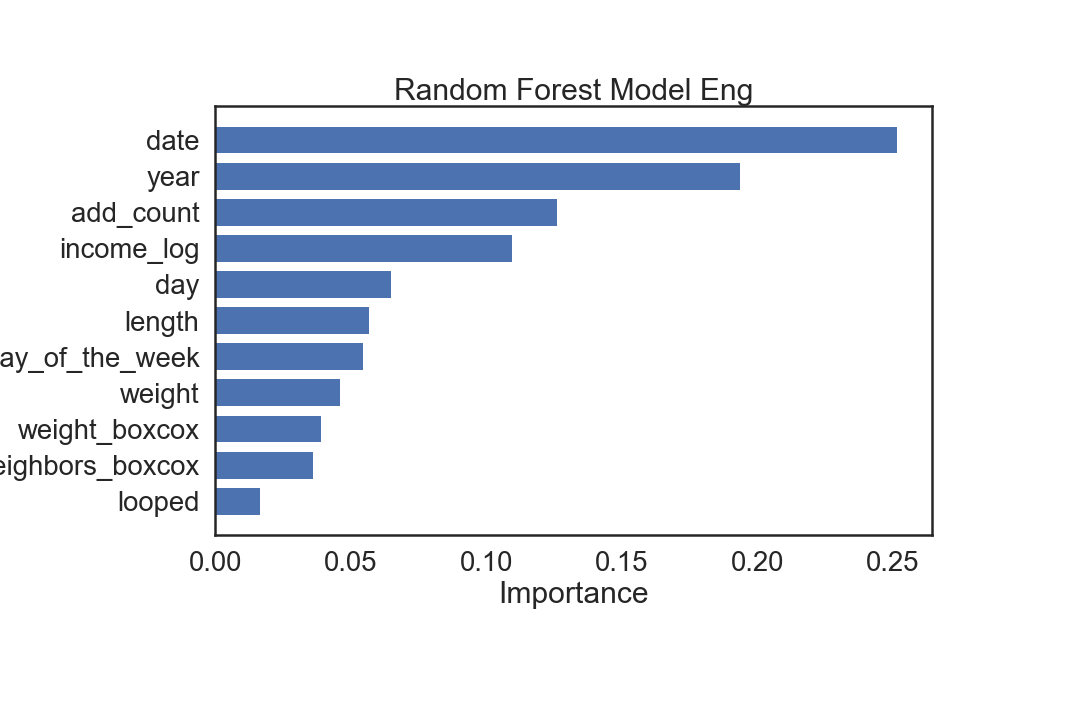 Random Forest Model Eng
date
year
add_count
income_log
day
length
ay_of_the_week
weight
weight_boxcox
eighbors_boxcox
looped
0.00 0.05 0.10 0.15 0.20 0.25
Importance